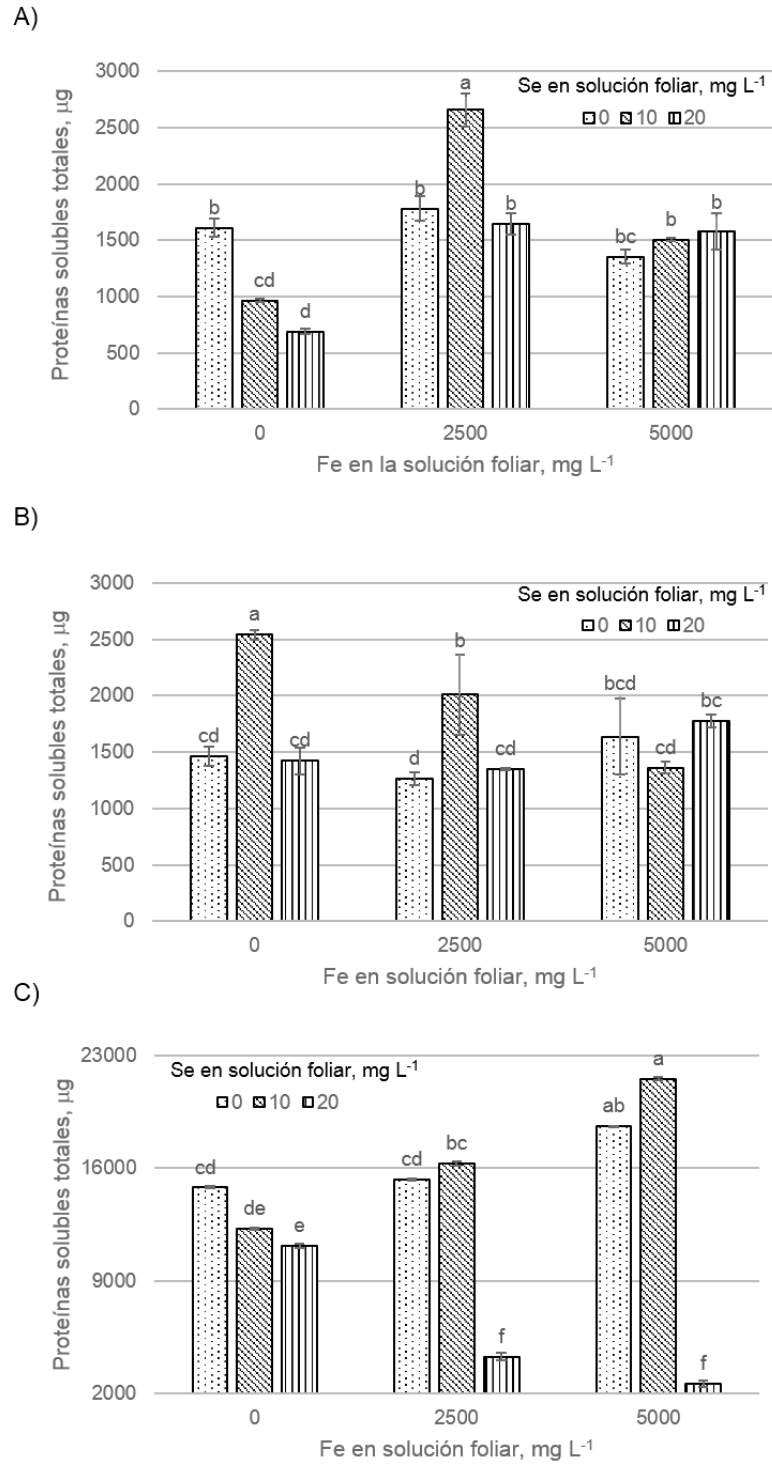 A)
Proteínas solubles totales, µg
3000
2500
2000
1500
1000
500
0
Se en solución foliar, mg L-1
0 10 20
b
cd
d
b
a
b
bc
b
b
0 2500 5000
Fe en la solución foliar, mg L-1
B)
Proteínas solubles totales, µg
3000
2500
2000
1500
1000
500
0
Se en solución foliar, mg L-1
0 10 20
cd
a
cd
d
b
cd
bcd
cd
bc
0 2500 5000
Fe en solución foliar, mg L-1
C)
Proteínas solubles totales, µg
23000
16000
9000
2000
Se en solución foliar, mg L-1
0 10 20
cd
de
e
cd
bc
f
ab
a
f
0 2500 5000
Fe en solución foliar, mg L-1